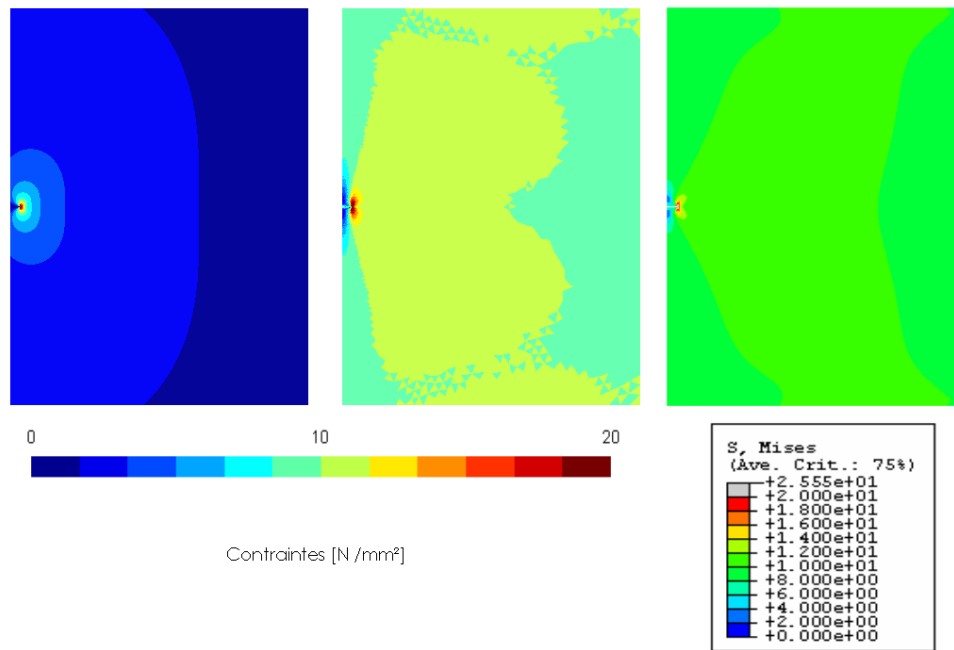 0 10 20
Contraintes [N /mm²]
S, Mises
(Ave. Crit.: 75%)
+2.555e+01
+2.000e+01
+1.800e+01
+1.600e+01
+1.400e+01
+1.200e+01
+1.000e+01
+8.000e+00
+6.000e+00
+4.000e+00
+2.000e+00
+0.000e+00